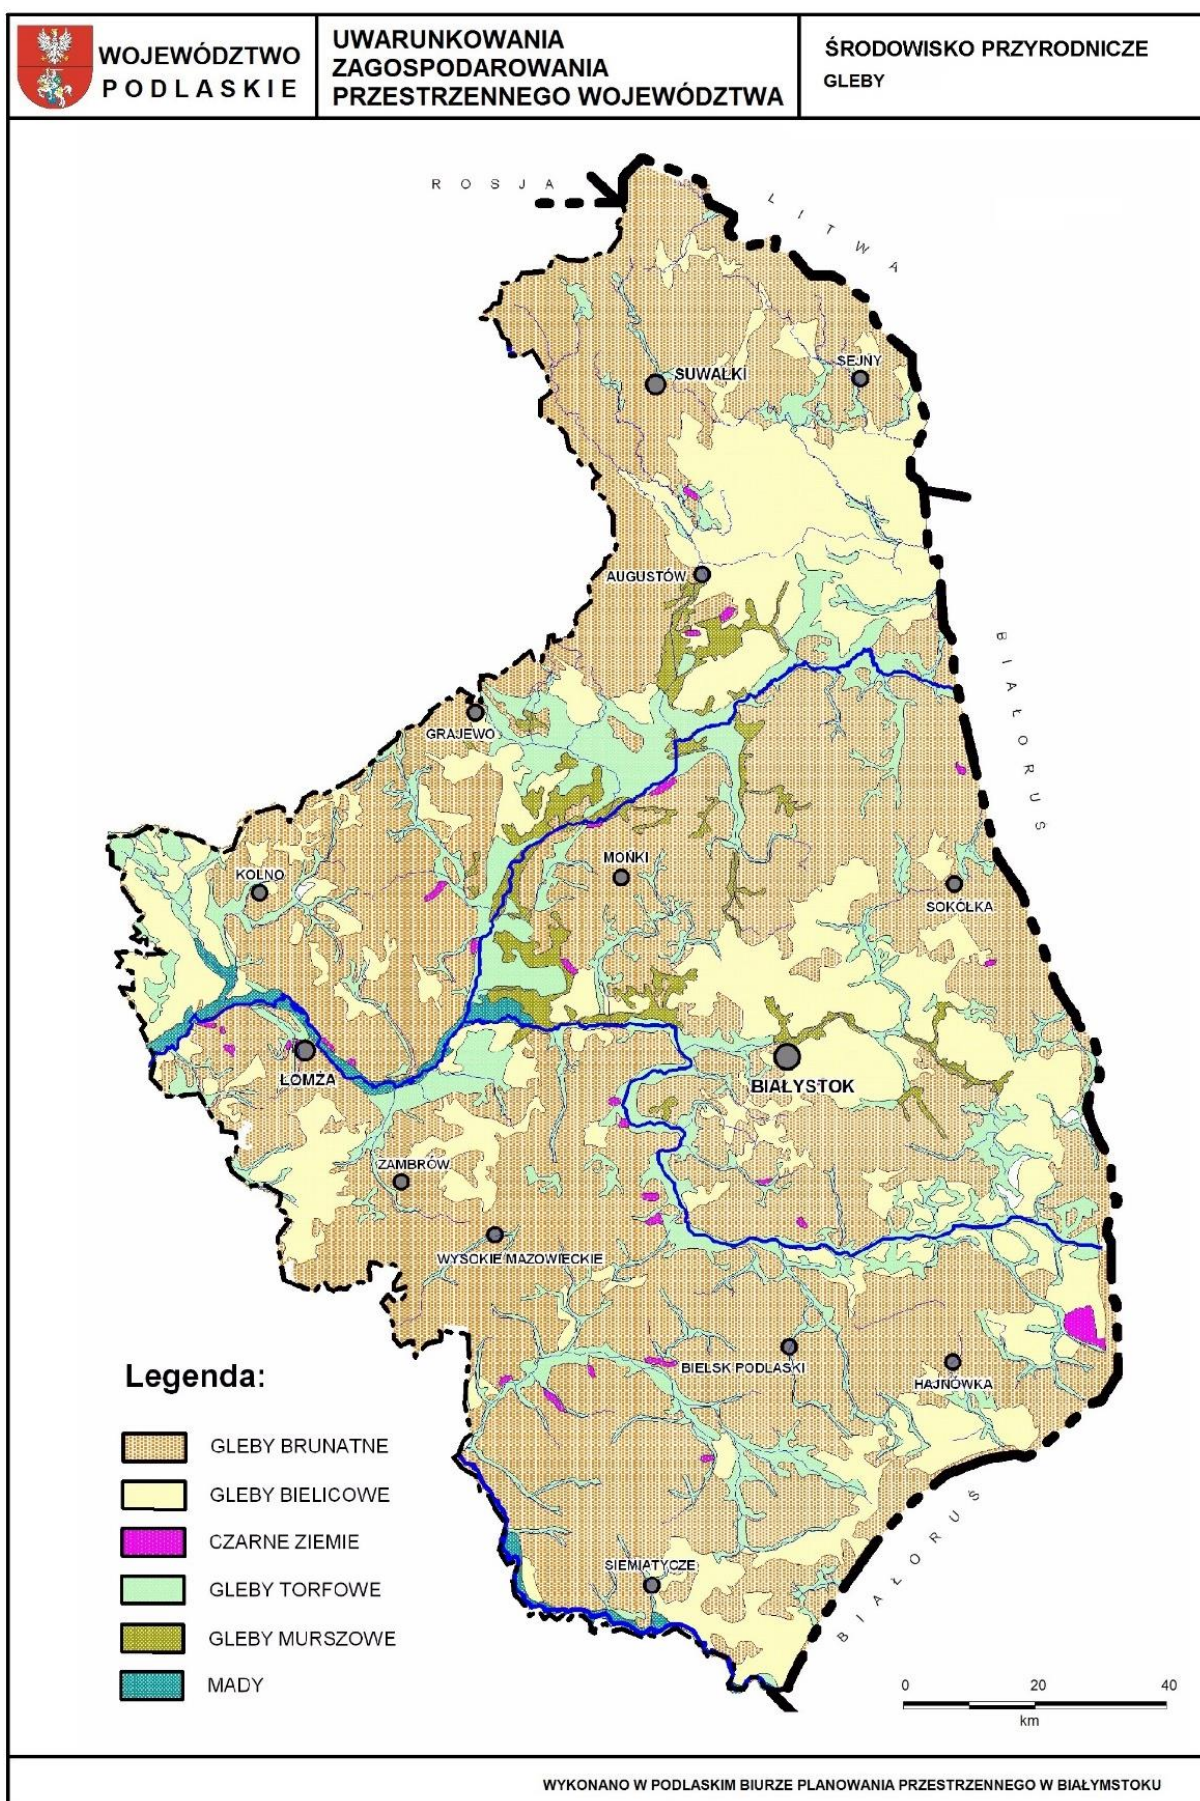 WOJEWÓDZTWO
PODLASKIE
UWARUNKOWANIA
ZAGOSPODAROWANIA
PRZESTRZENNEGO WOJEWÓDZTWA
ŚRODOWISKO PRZYRODNICZE
GLEBY
ROSJA
LITWA
SEJNY
SUWAŁKI
AUGUSTÓW
BIAŁORUS
GRAJEWO
MOŃKI
KOLNO
SOKÓŁKA
ŁOMŻA
BIAŁYSTOK
ZAMBRÓW
WYSOKIE MAZOWIECKIE
BIELSK PODLASKI
HAJNÓWKA
BIAŁORUŚ
SIEMIATYCZE
Legenda:
GLEBY BRUNATNE
GLEBY BIELICOWE
CZARNE ZIEMIE
GLEBY TORFOWE
GLEBY MURSZOWE
MADY
0 20 40
km
WYKONANO W PODLASKIM BIURZE PLANOWANIA PRZESTRZENNEGO W BIAŁYMSTOKU